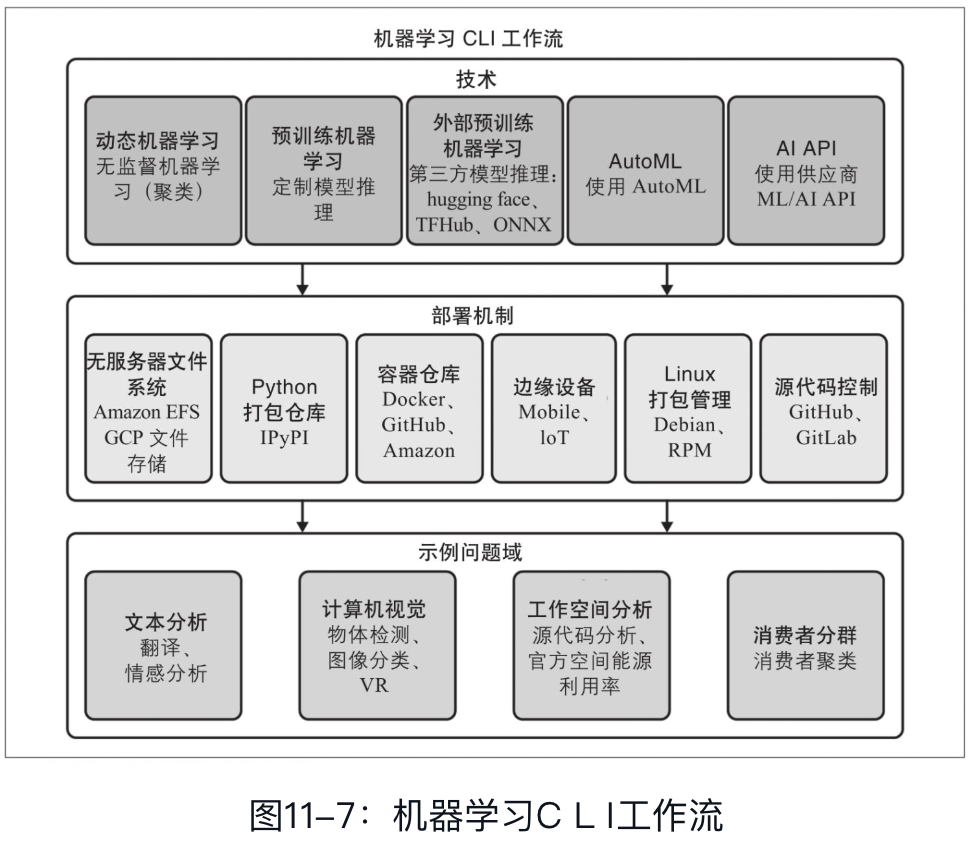 机器学习 CLI 工作流
技术
动态机器学习
无监督机器学
习（聚类）
预训练机器
学习
定制模型推
理
外部预训练
机器学习
第三方模型推理：
hugging face、
TFHub、ONNX
AutoML
使用 AutoML
AI API
使用供应商
ML/AI API
部署机制
无服务器文件
系统
Amazon EFS
GCP 文件
存储
Python
打包仓库
IPyPI
容器仓库
Docker、
GitHub、
Amazon
边缘设备
Mobile、
loT
Linux
打包管理
Debian、
RPM
源代码控制
GitHub、
GitLab
示例问题域
文本分析
翻译、
情感分析
计算机视觉
物体检测、
图像分类、
VR
工作空间分析
源代码分析、
官方空间能源
利用率
消费者分群
消费者聚类
图11-7：机器学习C L I工作流